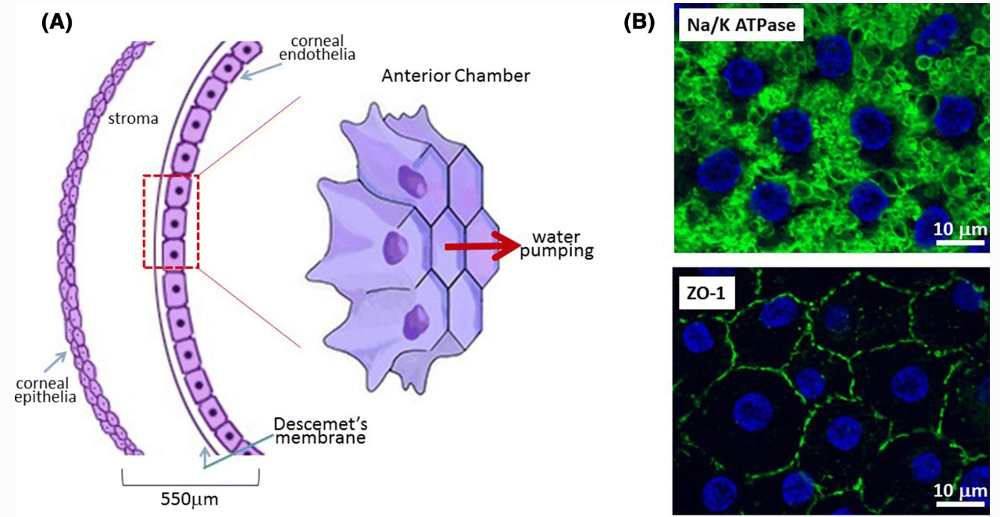 (A)
corneal
endothelia
Anterior Chamber
stroma
water
pumping
corneal
epithelia
Descemet's
membrane
550μm
(B)
Na/K ATPase
10 μm
ZO-1
10 μm